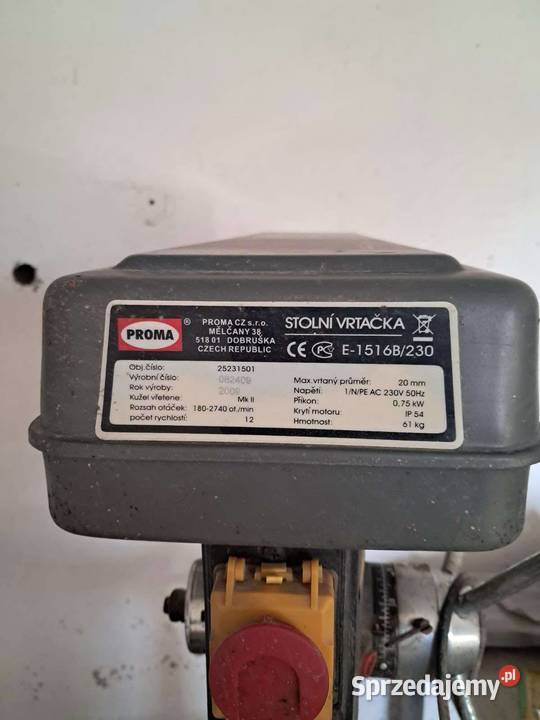 PROMA ®
PROMA CZ s.r.o.
MĚLČANY 38
518 01 DOBRUŠKA
CZECH REPUBLIC
STOLNÍ VRTAČKA
CE PC E-1516B/230
Obj.číslo: 25231501
Výrobní číslo: 082409
Rok výroby: 2009
Kužel vřetene: Mk II
Rozsah otáček: 180-2740 ot./min
počet rychlostí: 12
Max.vrtaný průměr: 20 mm
Napětí: 1/N/PE AC 230V 50Hz
Příkon: 0,75 kW
Krytí motoru: IP 54
Hmotnost: 61 kg
Sprzedajemy.pl